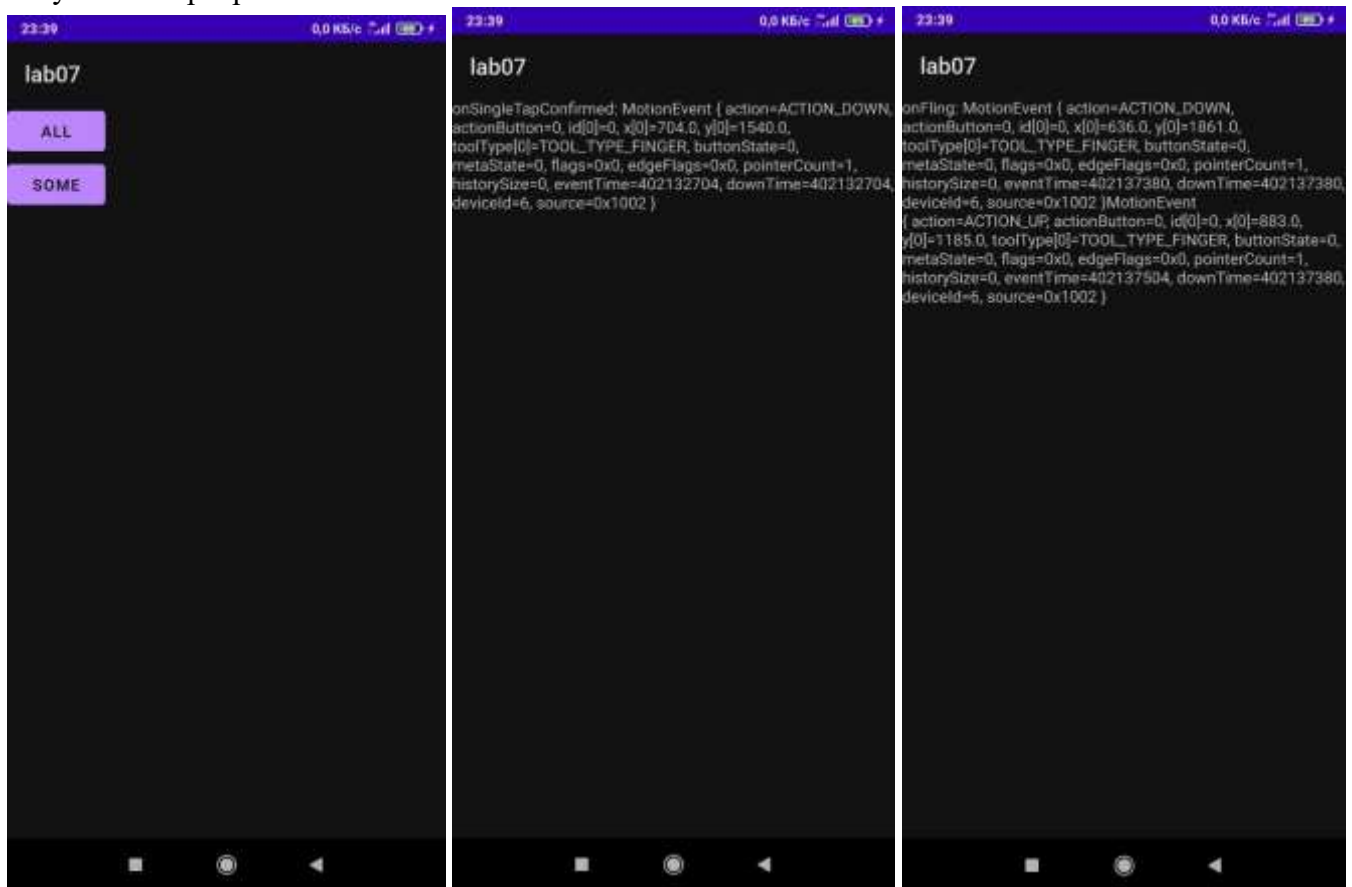 23:39
0,0 КБ/с
lab07
ALL
SOME
23:39
0,0 КБ/с
lab07
onSingleTapConfirmed: MotionEvent { action=ACTION_DOWN,
actionButton=0, id[0]=0, x[0]=704.0, y[0]=1540.0,
toolType[0]=TOOL_TYPE_FINGER, buttonState=0,
metaState=0, flags=0x0, edgeFlags=0x0, pointerCount=1,
historySize=0, eventTime=402132704, downTime=402132704,
deviceId=6, source=0x1002 }
23:39
0,0 КБ/с
lab07
onFling: MotionEvent { action=ACTION_DOWN,
actionButton=0, id[0]=0, x[0]=636.0, y[0]=1861.0,
toolType[0]=TOOL_TYPE_FINGER, buttonState=0,
metaState=0, flags=0x0, edgeFlags=0x0, pointerCount=1,
historySize=0, eventTime=402137380, downTime=402137380,
deviceId=6, source=0x1002 }MotionEvent
{ action=ACTION_UP, actionButton=0, id[0]=0, x[0]=883.0,
y[0]=1185.0, toolType[0]=TOOL_TYPE_FINGER, buttonState=0,
metaState=0, flags=0x0, edgeFlags=0x0, pointerCount=1,
historySize=0, eventTime=402137504, downTime=402137380,
deviceId=6, source=0x1002 }